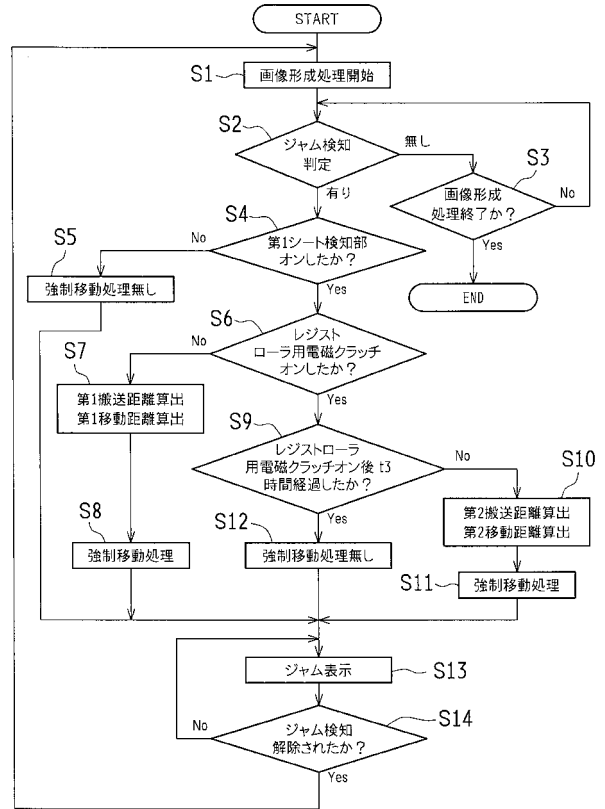 START
S1
画像形成処理開始
S2
ジャム検知
判定
無し
有り
S3
画像形成
処理終了か?
No
Yes
END
S4
第1シート検知部
オンしたか?
No
Yes
S5
強制移動処理無し
S6
レジスト
ローラ用電磁クラッチ
オンしたか?
No
Yes
S7
第1搬送距離算出
第1移動距離算出
S8
強制移動処理
S9
レジストローラ
用電磁クラッチオン後 t3
時間経過したか?
No
Yes
S10
第2搬送距離算出
第2移動距離算出
S11
強制移動処理
S12
強制移動処理無し
S13
ジャム表示
S14
ジャム検知
解除されたか?
No
Yes